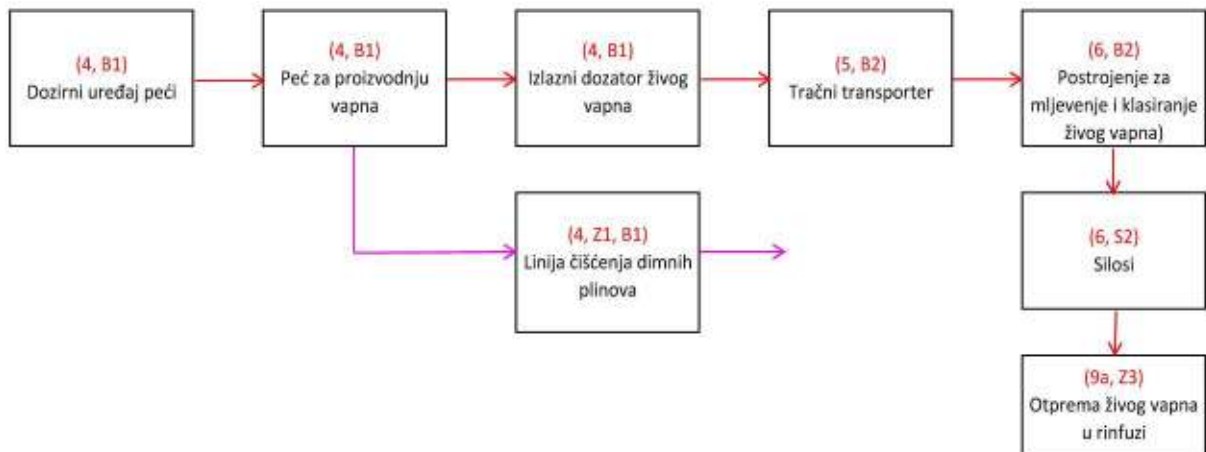 (4, B1)
Dozirni uređaj peći
(4, B1)
Peć za proizvodnju
vapna
(4, B1)
Izlazni dozator živog
vapna
(5, B2)
Tračni transporter
(6, B2)
Postrojenje za
mljevenje i klasiranje
živog vapna)
(4, Z1, B1)
Linija čišćenja dimnih
plinova
(6, S2)
Silosi
(9a, Z3)
Otprema živog vapna
u rinfuzi